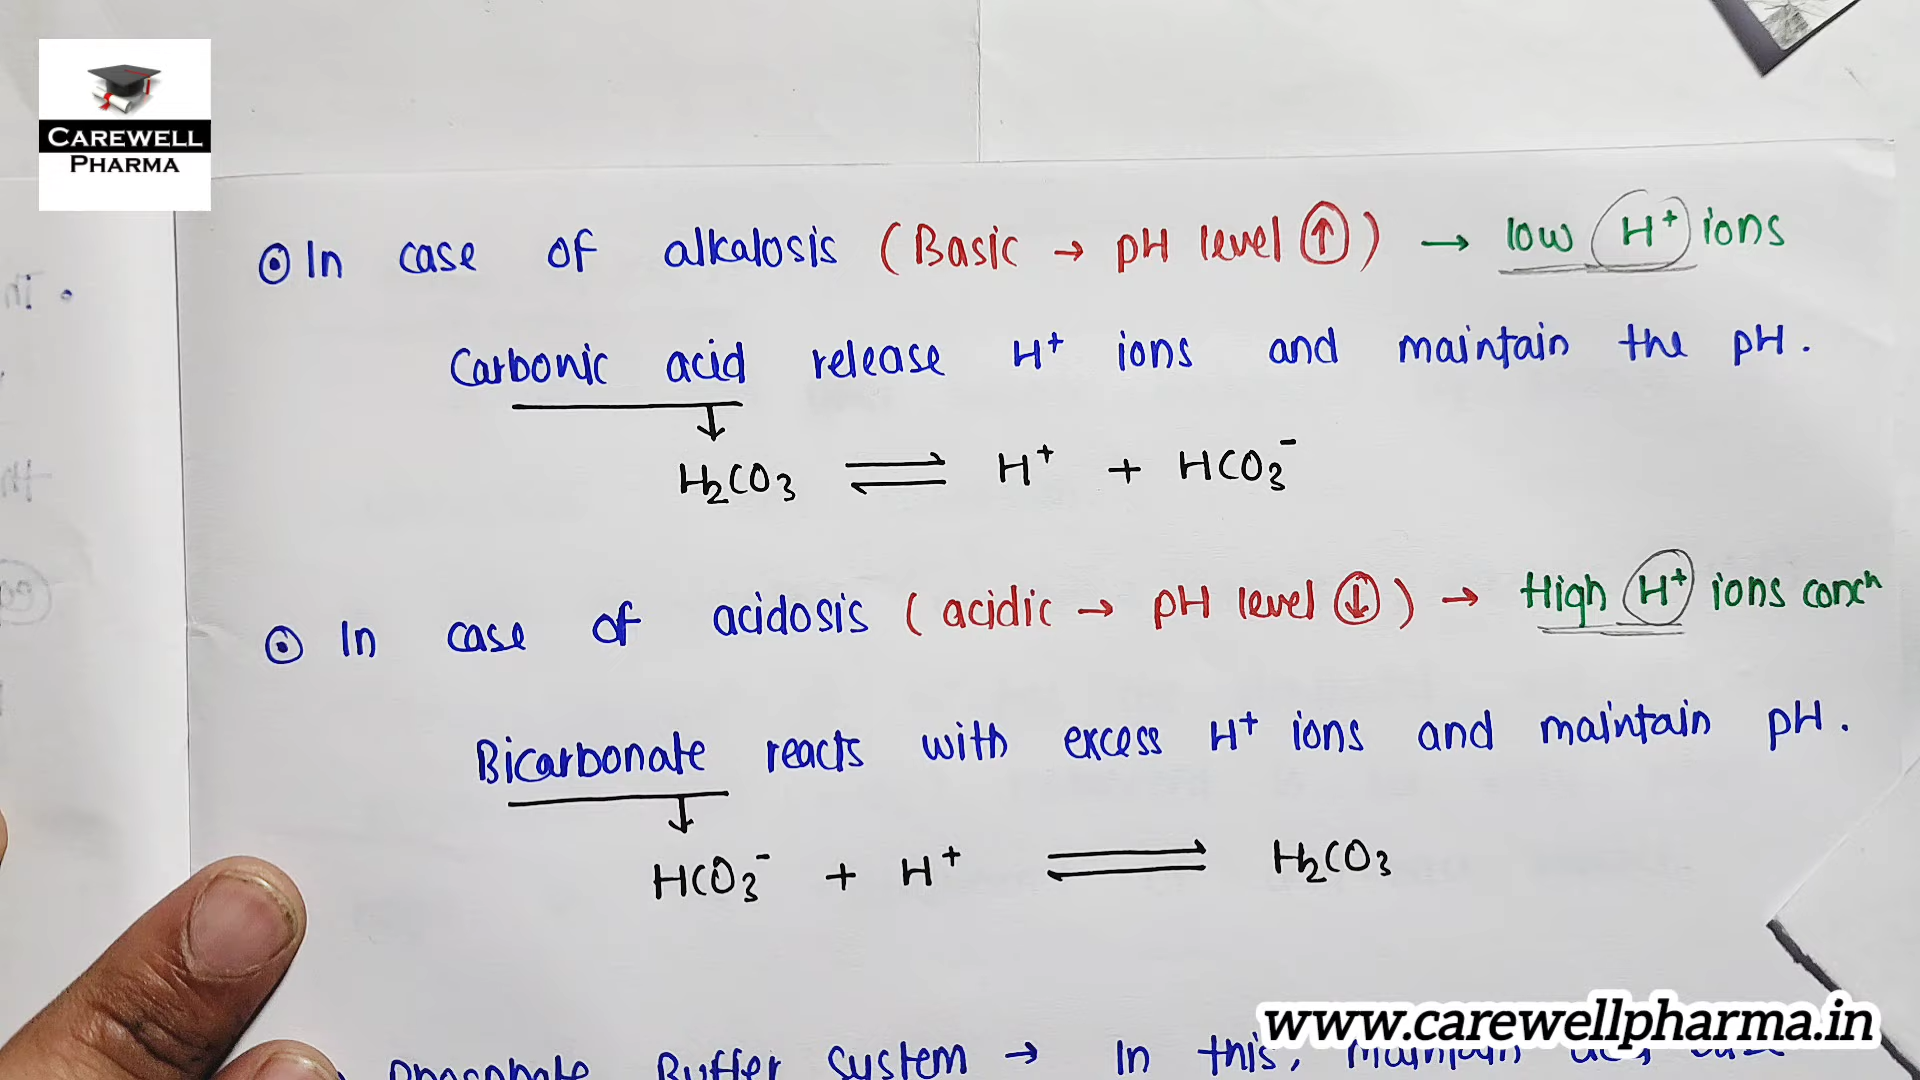 CAREWELL
PHARMA
In case of alkalosis (Basic → pH level ↑) → low H⁺ ions
Carbonic acid release H⁺ ions and maintain the pH.
↓
H₂CO₃ ⇌ H⁺ + HCO₃⁻
In case of acidosis (acidic → pH level ↓) → High H⁺ ions concⁿ
Bicarbonate reacts with excess H⁺ ions and maintain pH.
↓
HCO₃⁻ + H⁺ ⇌ H₂CO₃
www.carewellpharma.in
Phosphate Buffer system → In this, maintain